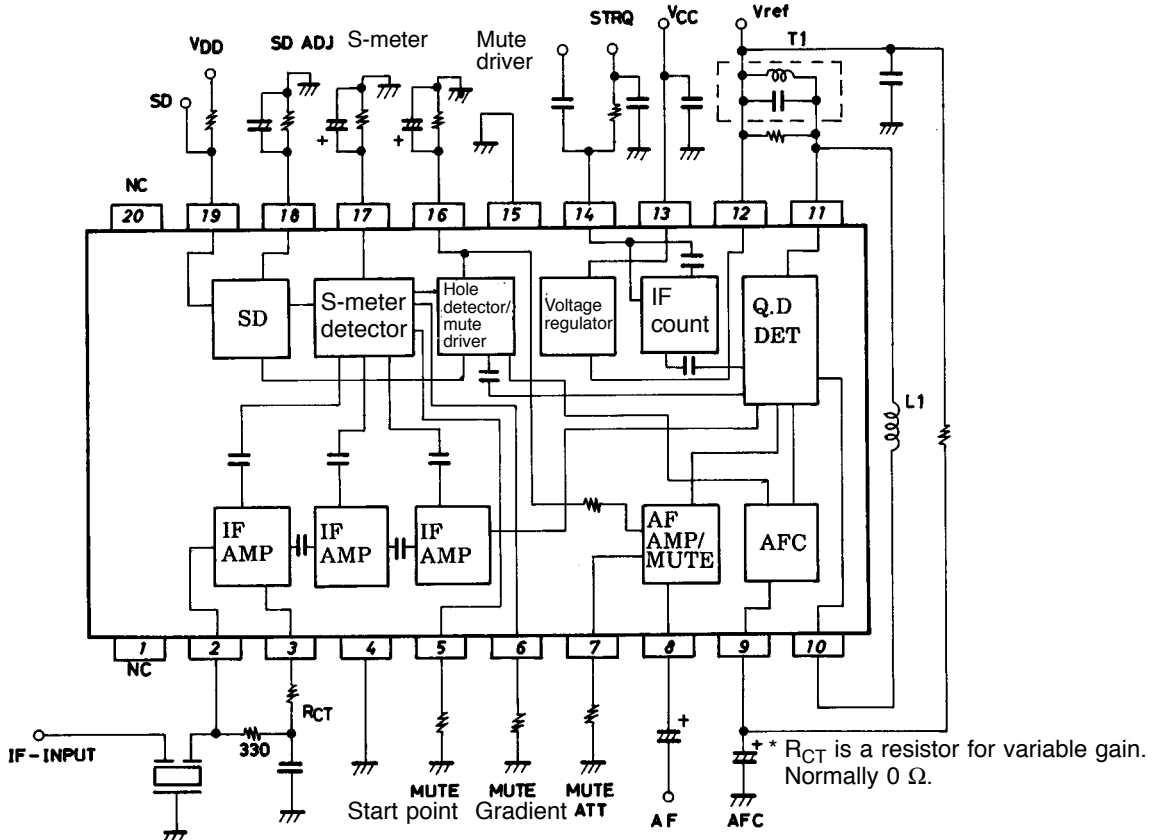 STRQ VCC Vref
T1
VDD SD ADJ S-meter Mute
driver
SD
NC
20 19 18 17 16 15 14 13 12 11
SD
S-meter
detector
Hole
detector/
mute
driver
Voltage
regulator
IF
count
Q.D
DET
L1
IF
AMP
IF
AMP
IF
AMP
AF
AMP/
MUTE
AFC
1 2 3 4 5 6 7 8 9 10
NC
RCT
330
IF-INPUT
+
+
+
+
* RCT is a resistor for variable gain.
Normally 0 Ω.
MUTE MUTE MUTE
Start point Gradient ATT
AF AFC